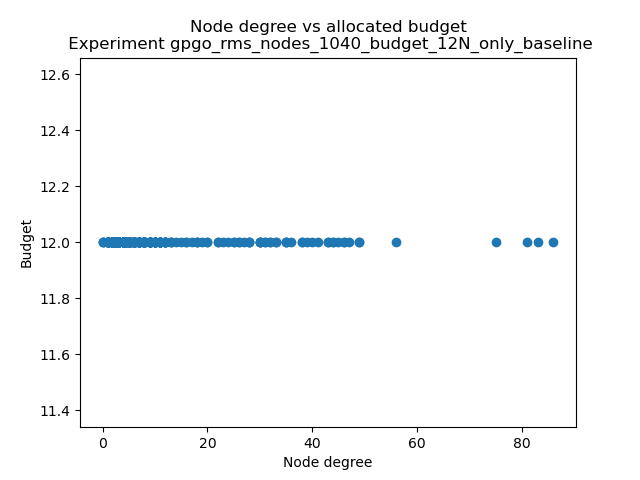 Node degree vs allocated budget
Experiment gpgo_rms_nodes_1040_budget_12N_only_baseline
12.6
12.4
12.2
12.0
11.8
11.6
11.4
Budget
0 20 40 60 80
Node degree